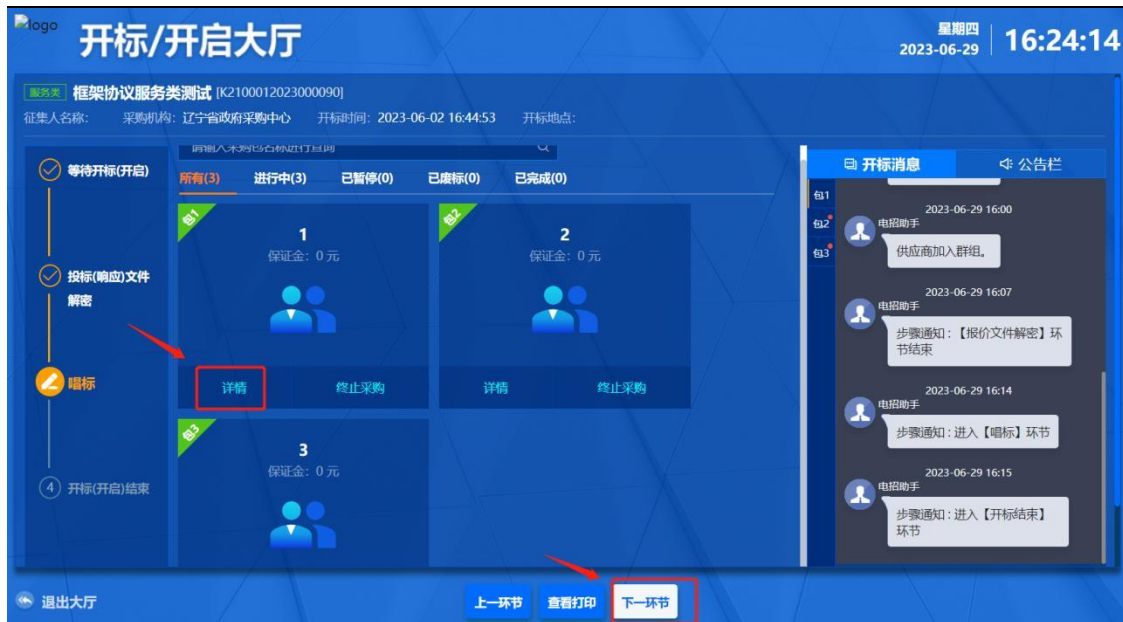 logo
开标/开启大厅
星期四
2023-06-29
16:24:14
服务类 框架协议服务类测试 [K2100012023000090]
征集人名称: 采购机构: 辽宁省政府采购中心 开标时间: 2023-06-02 16:44:53 开标地点:
等待开标(开启)
投标(响应)文件
解密
唱标
4 开标(开启)结束
请输入采购包名称进行查询
所有(3) 进行中(3) 已暂停(0) 已废标(0) 已完成(0)
包1
1
保证金: 0 元
详情 终止采购
包2
2
保证金: 0 元
详情 终止采购
包3
3
保证金: 0 元
开标消息 公告栏
包1
包2
包3
2023-06-29 16:00
电招助手
供应商加入群组。
2023-06-29 16:07
电招助手
步骤通知:【报价文件解密】环
节结束
2023-06-29 16:14
电招助手
步骤通知:进入【唱标】环节
2023-06-29 16:15
电招助手
步骤通知:进入【开标结束】
环节
退出大厅
上一环节 查看打印 下一环节